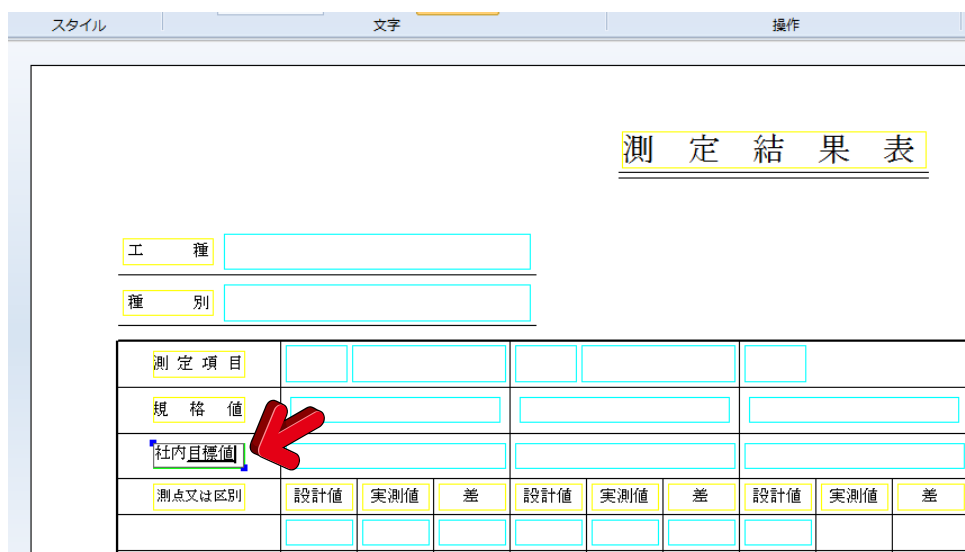 スタイル 文字 操作
測定結果表
工種
種別
測定項目
規格値
社内目標値
測点又は区別 設計値 実測値 差 設計値 実測値 差 設計値 実測値 差